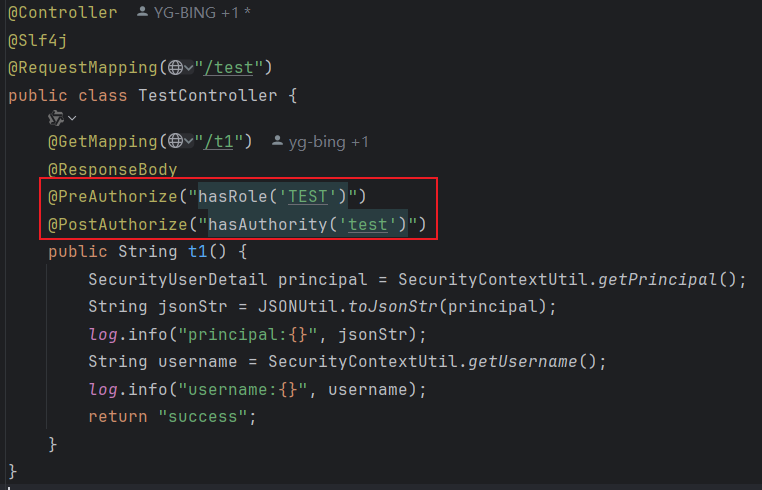 @Controller YG-BING +1 *
@Slf4j
@RequestMapping("/test")
public class TestController {
@GetMapping("/t1") yg-bing +1
@ResponseBody
@PreAuthorize("hasRole('TEST')")
@PostAuthorize("hasAuthority('test')")
public String t1() {
SecurityUserDetail principal = SecurityContextUtil.getPrincipal();
String jsonStr = JSONUtil.toJsonStr(principal);
log.info("principal:{}", jsonStr);
String username = SecurityContextUtil.getUsername();
log.info("username:{}", username);
return "success";
}
}